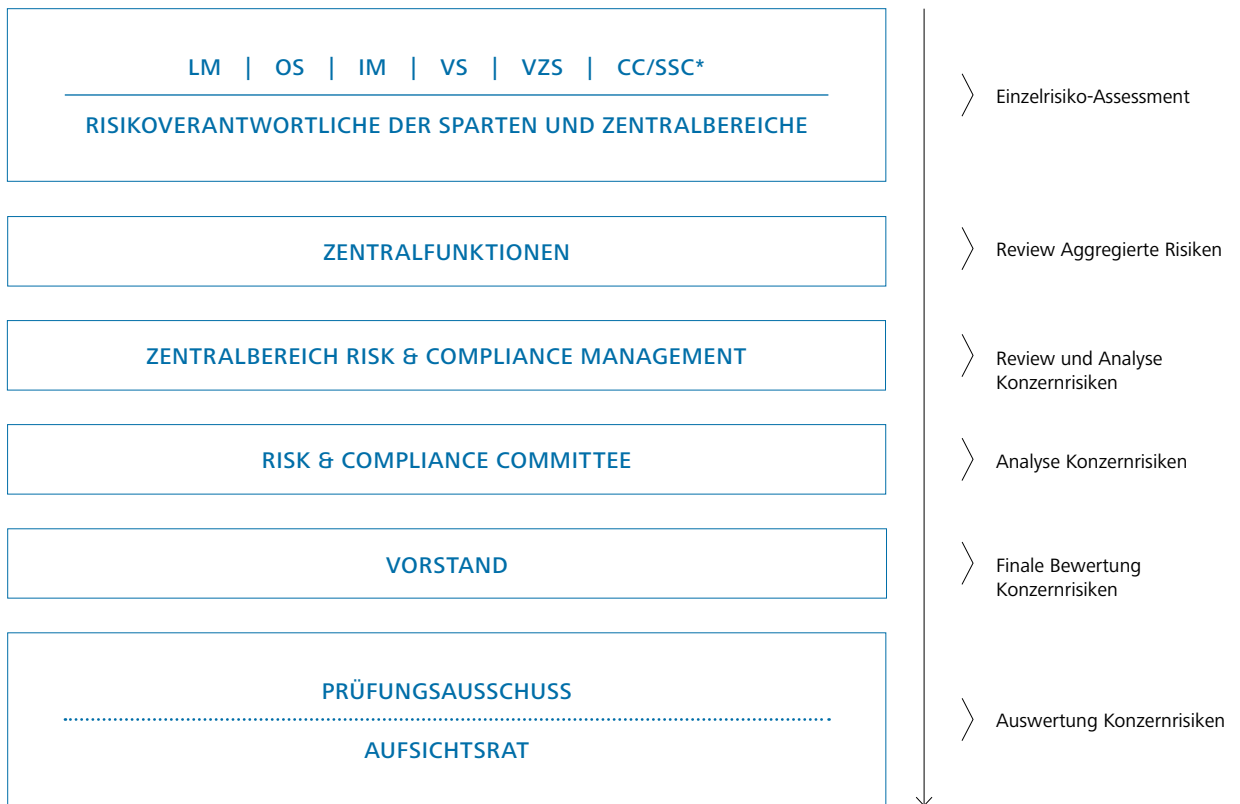 LM | OS | IM | VS | VZS | CC/SSC*
RISIKOVERANTWORTLICHE DER SPARTEN UND ZENTRALBEREICHE
Einzelrisiko-Assessment
ZENTRALFUNKTIONEN
Review Aggregierte Risiken
ZENTRALBEREICH RISK & COMPLIANCE MANAGEMENT
Review und Analyse
Konzernrisiken
RISK & COMPLIANCE COMMITTEE
Analyse Konzernrisiken
VORSTAND
Finale Bewertung
Konzernrisiken
PRÜFUNGSAUSSCHUSS
AUFSICHTSRAT
Auswertung Konzernrisiken